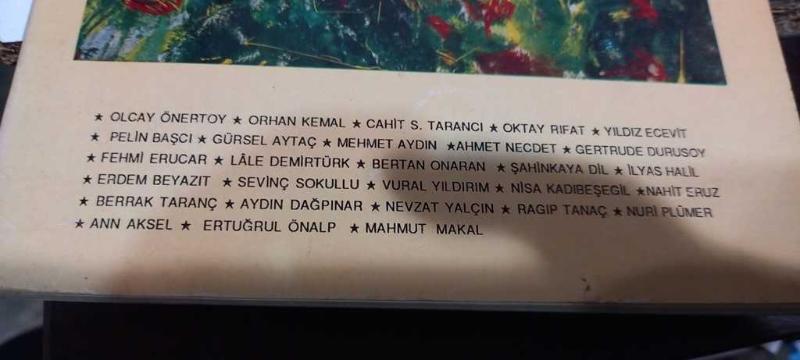 ★ OLCAY ÖNERTOY ★ ORHAN KEMAL ★ CAHİT S. TARANCI ★ OKTAY RIFAT ★ YILDIZ ECEVİT
★ PELİN BAŞCI ★ GÜRSEL AYTAÇ ★ MEHMET AYDIN ★AHMET NECDET ★ GERTRUDE DURUSOY
★ FEHMİ ERUCAR ★ LÂLE DEMİRTÜRK ★ BERTAN ONARAN ★ ŞAHİNKAYA DİL ★ İLYAS HALİL
★ ERDEM BEYAZIT ★ SEVİNÇ SOKULLU ★ VURAL YILDIRIM ★ NİSA KADIBEŞEGİL ★NAHİT ERUZ
★ BERRAK TARANÇ ★ AYDIN DAĞPINAR ★ NEVZAT YALÇIN ★ RAGIP TANAÇ ★ NURİ PLÜMER
★ ANN AKSEL ★ ERTUĞRUL ÖNALP ★ MAHMUT MAKAL